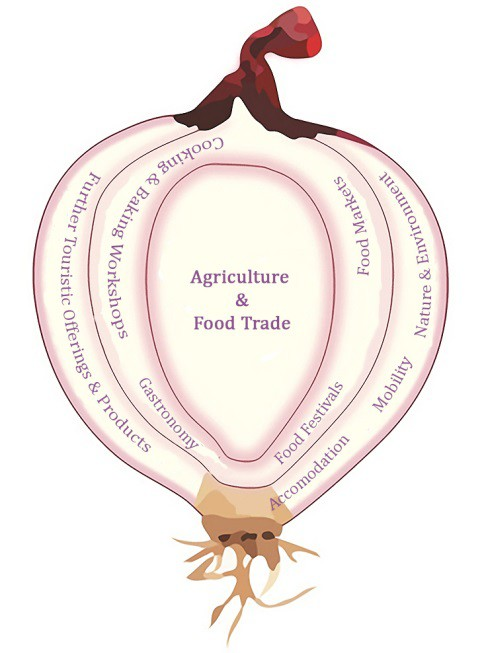 Agriculture
&
Food Trade
Cooking & Baking Workshops
Food Markets
Gastronomy
Food Festivals
Further Touristic Offerings & Products
Nature & Environment
Mobility
Accomodation